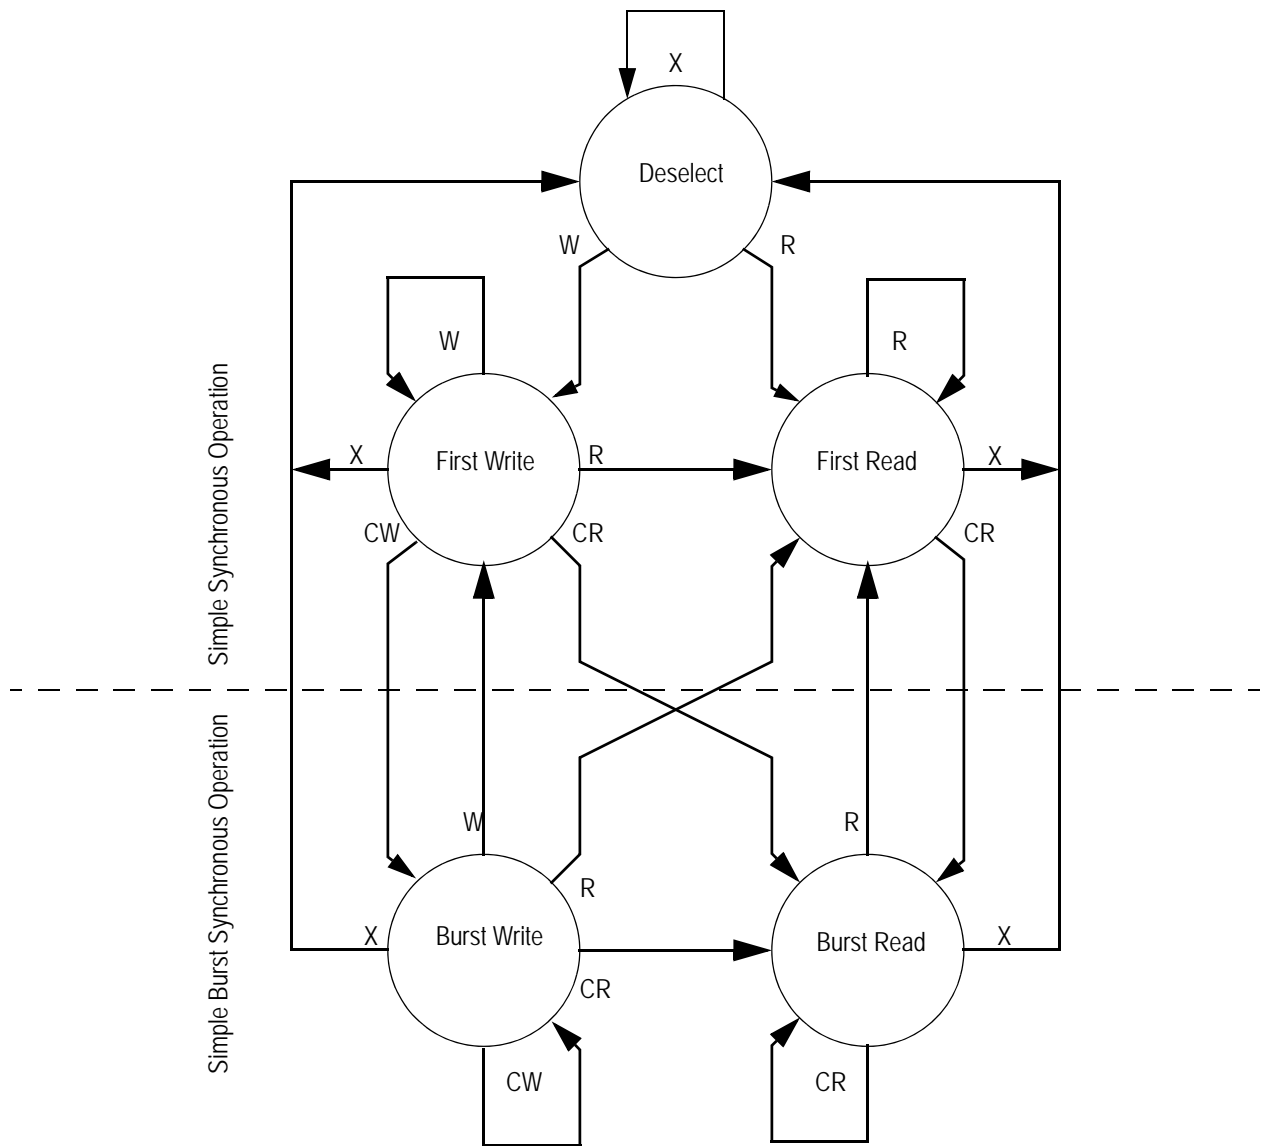 X
Deselect
W
R
W
R
Simple Synchronous Operation
X
First Write
R
First Read
X
CW
CR
CR
Simple Burst Synchronous Operation
W
R
R
X
Burst Write
Burst Read
X
CR
CW
CR